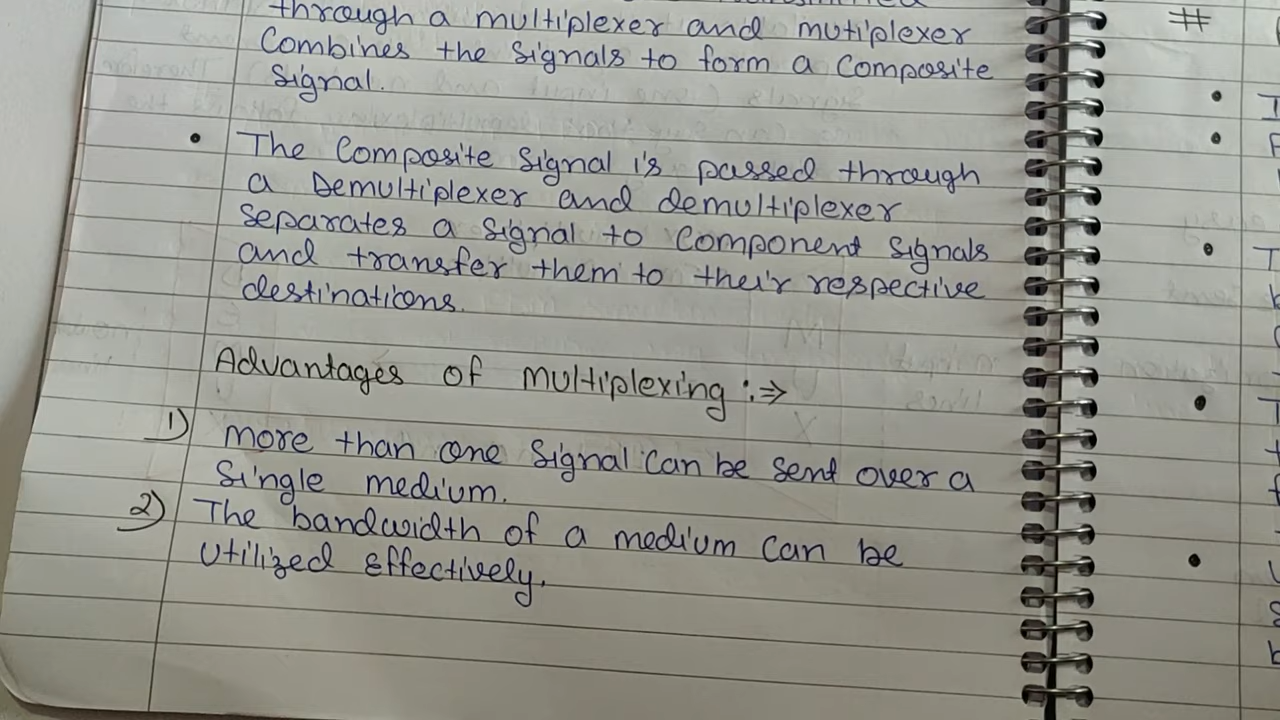 through a multiplexer and mutiplexer
Combines the signals to form a Composite
Signal.
• The Composite Signal is passed through
a Demultiplexer and demultiplexer
Separates a Signal to Component Signals
and transfer them to their respective
destinations.
Advantages of multiplexing :⇒
1) more than one Signal Can be sent over a
Single medium.
2) The bandwidth of a medium Can be
Utilized Effectively.
#